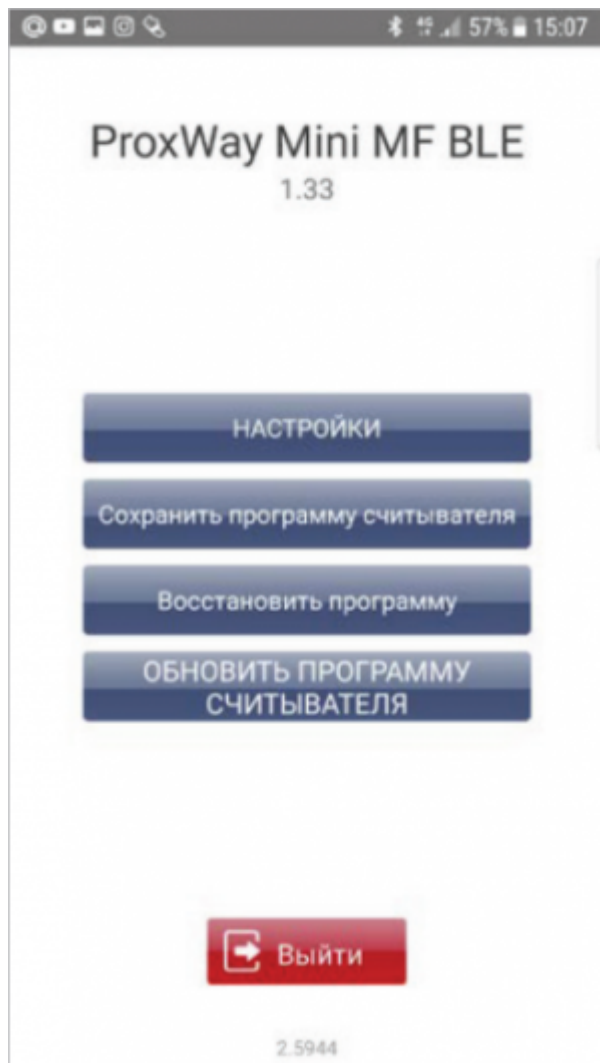 4G 57% 15:07
ProxWay Mini MF BLE
1.33
НАСТРОЙКИ
Сохранить программу считывателя
Восстановить программу
ОБНОВИТЬ ПРОГРАММУ
СЧИТЫВАТЕЛЯ
Выйти
2.5944